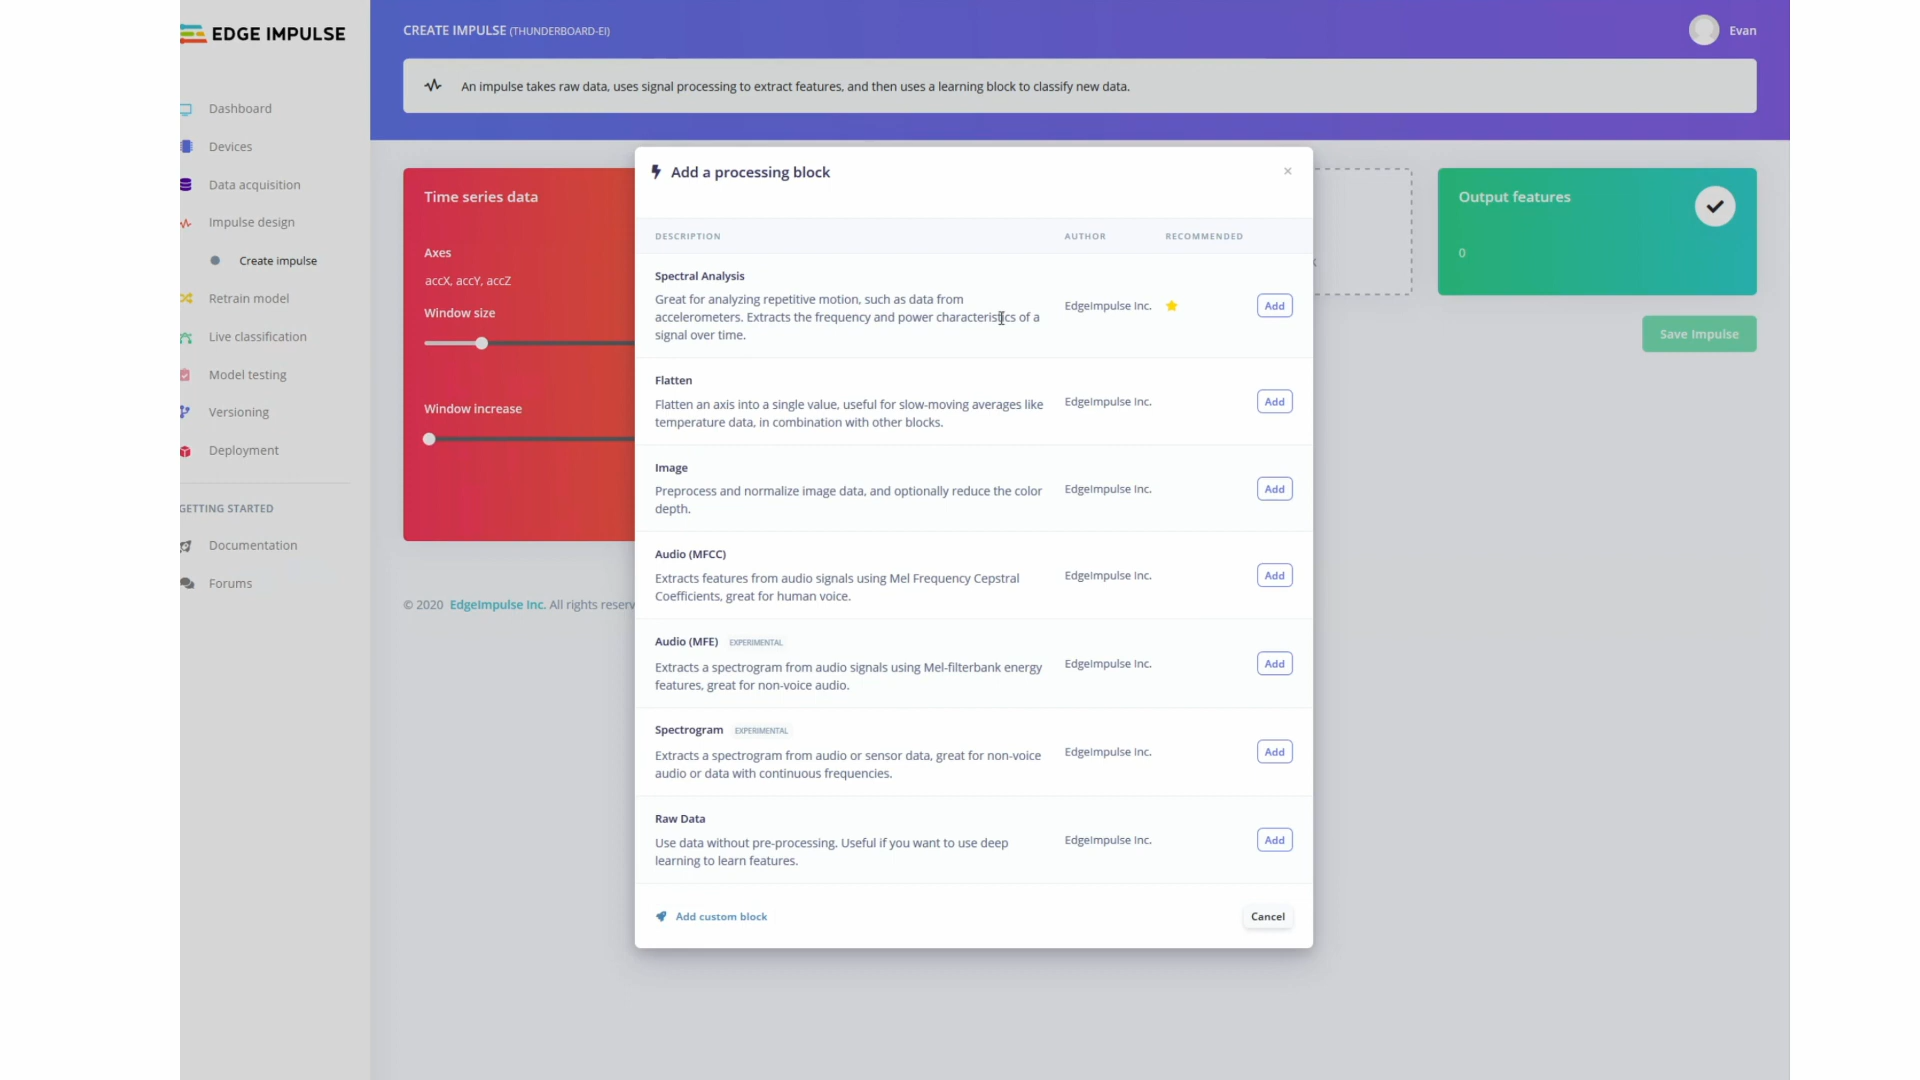 EDGE IMPULSE
CREATE IMPULSE (THUNDERBOARD-EI)
Evan
An impulse takes raw data, uses signal processing to extract features, and then uses a learning block to classify new data.
Dashboard
Devices
Data acquisition
Impulse design
Create impulse
Retrain model
Live classification
Model testing
Versioning
Deployment
GETTING STARTED
Documentation
Forums
Time series data
Axes
accX, accY, accZ
Window size
Window increase
© 2020 EdgeImpulse Inc. All rights reserv
Add a processing block
×
DESCRIPTION AUTHOR RECOMMENDED
Spectral Analysis
Great for analyzing repetitive motion, such as data from
accelerometers. Extracts the frequency and power characteristics of a
signal over time.
EdgeImpulse Inc.
Add
Flatten
Flatten an axis into a single value, useful for slow-moving averages like
temperature data, in combination with other blocks.
EdgeImpulse Inc.
Add
Image
Preprocess and normalize image data, and optionally reduce the color
depth.
EdgeImpulse Inc.
Add
Audio (MFCC)
Extracts features from audio signals using Mel Frequency Cepstral
Coefficients, great for human voice.
EdgeImpulse Inc.
Add
Audio (MFE) EXPERIMENTAL
Extracts a spectrogram from audio signals using Mel-filterbank energy
features, great for non-voice audio.
EdgeImpulse Inc.
Add
Spectrogram EXPERIMENTAL
Extracts a spectrogram from audio or sensor data, great for non-voice
audio or data with continuous frequencies.
EdgeImpulse Inc.
Add
Raw Data
Use data without pre-processing. Useful if you want to use deep
learning to learn features.
EdgeImpulse Inc.
Add
Add custom block
Cancel
Output features
0
Save Impulse